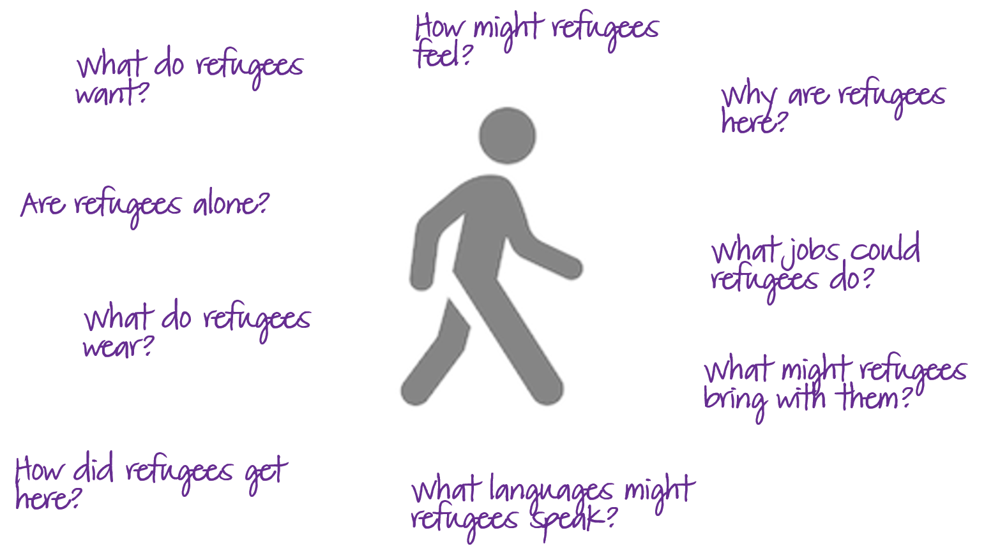 How might refugees
feel?
What do refugees
want?
Why are refugees
here?
Are refugees alone?
What jobs could
refugees do?
What do refugees
wear?
What might refugees
bring with them?
How did refugees get
here?
What languages might
refugees speak?